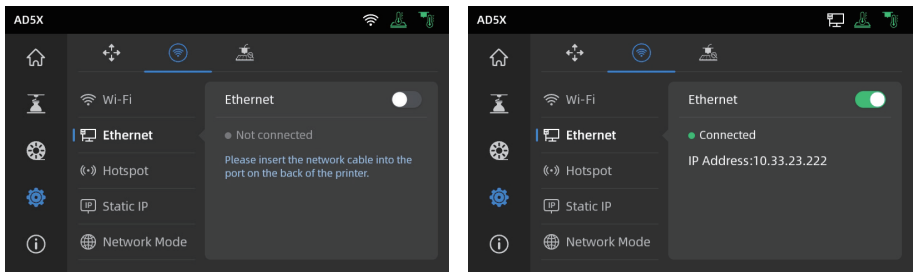 AD5X
Wi-Fi
Ethernet
Hotspot
IP Static IP
Network Mode
Ethernet
Not connected
Please insert the network cable into the
port on the back of the printer.
AD5X
Wi-Fi
Ethernet
Hotspot
IP Static IP
Network Mode
Ethernet
Connected
IP Address:10.33.23.222